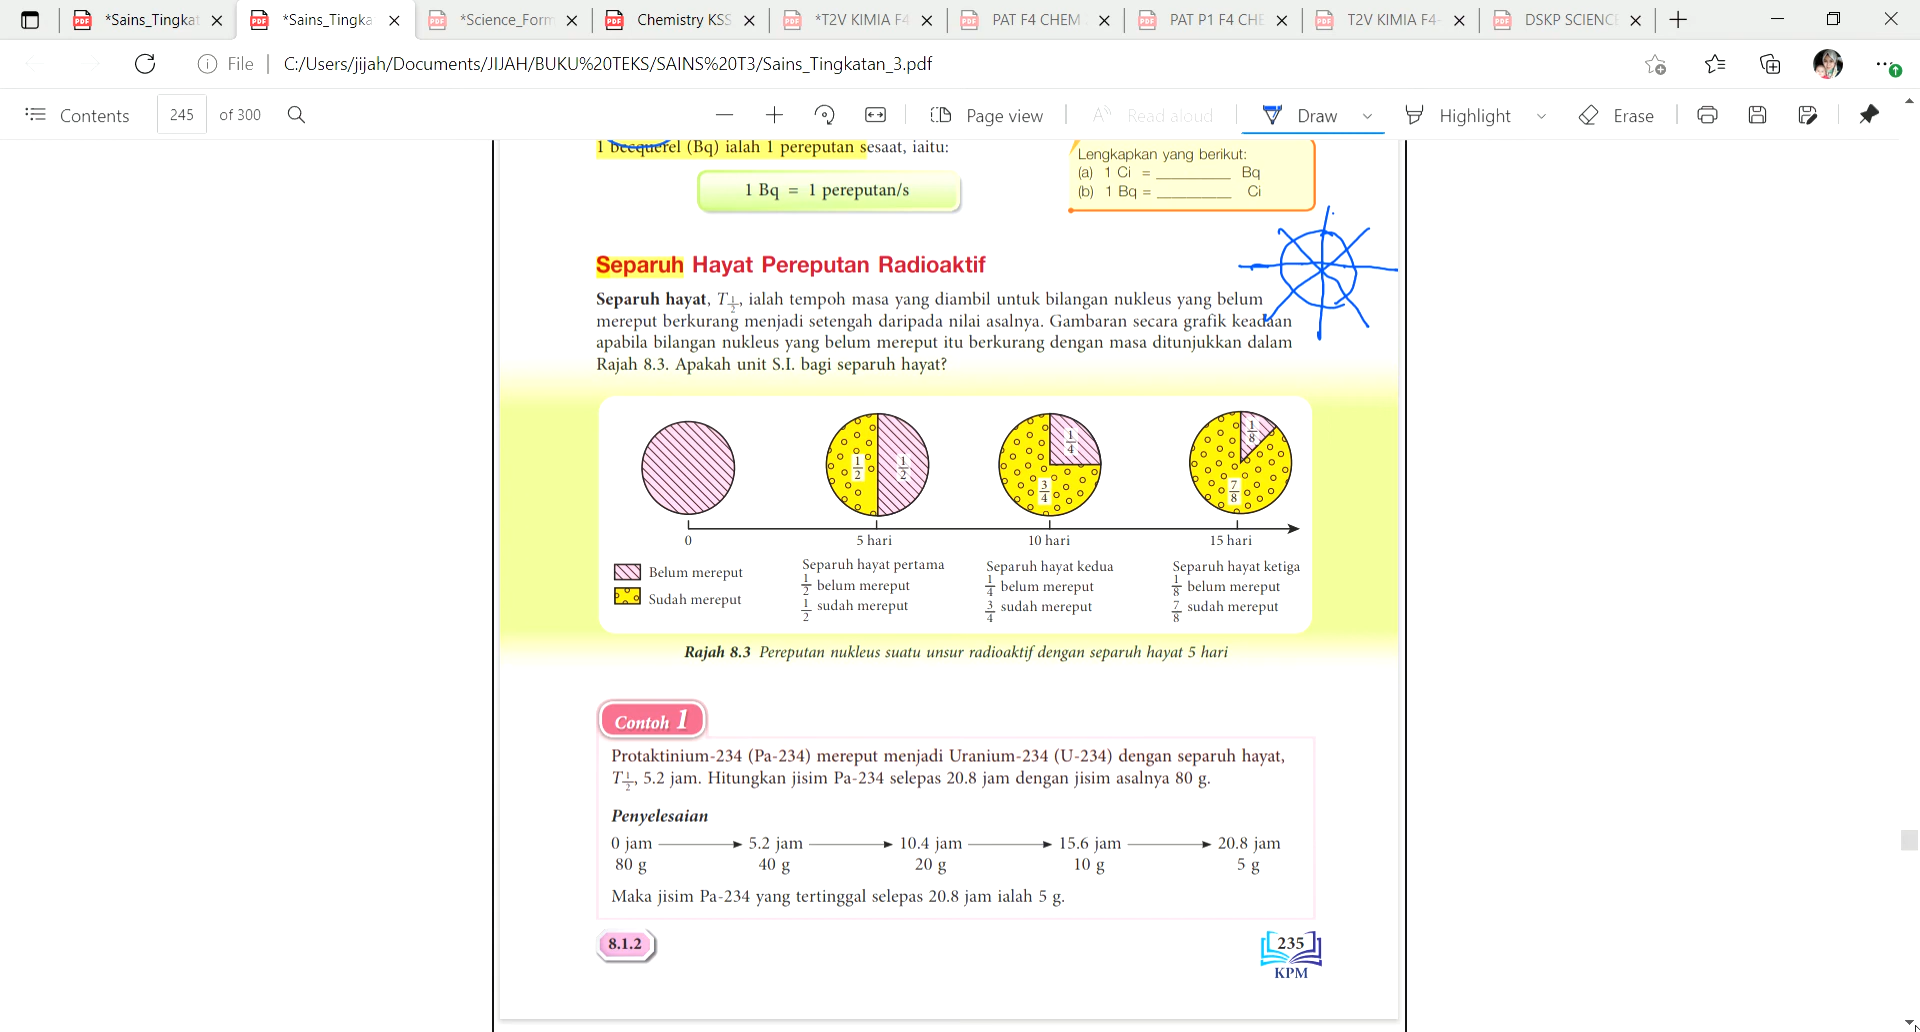 *Sains_Tingkat
*Sains_Tingka
*Science_Form
Chemistry KSS
*T2V KIMIA F4
PAT F4 CHEM
PAT P1 F4 CHE
T2V KIMIA F4-
DSKP SCIENCE
File
C:/Users/jijah/Documents/JIJAH/BUKU%20TEKS/SAINS%20T3/Sains_Tingkatan_3.pdf
Contents
245 of 300
Page view
Read aloud
Draw
Highlight
Erase
1 becquerel (Bq) ialah 1 pereputan sesaat, iaitu:
1 Bq = 1 pereputan/s
Lengkapkan yang berikut:
(a) 1 Ci = ________ Bq
(b) 1 Bq = ________ Ci
Separuh Hayat Pereputan Radioaktif
Separuh hayat, T½, ialah tempoh masa yang diambil untuk bilangan nukleus yang belum
mereput berkurang menjadi setengah daripada nilai asalnya. Gambaran secara grafik keadaan
apabila bilangan nukleus yang belum mereput itu berkurang dengan masa ditunjukkan dalam
Rajah 8.3. Apakah unit S.I. bagi separuh hayat?
1/2 1/2
1/4 3/4
1/8 7/8
0 5 hari 10 hari 15 hari
Belum mereput
Sudah mereput
Separuh hayat pertama
1/2 belum mereput
1/2 sudah mereput
Separuh hayat kedua
1/4 belum mereput
3/4 sudah mereput
Separuh hayat ketiga
1/8 belum mereput
7/8 sudah mereput
Rajah 8.3 Pereputan nukleus suatu unsur radioaktif dengan separuh hayat 5 hari
Contoh 1
Protaktinium-234 (Pa-234) mereput menjadi Uranium-234 (U-234) dengan separuh hayat,
T½, 5.2 jam. Hitungkan jisim Pa-234 selepas 20.8 jam dengan jisim asalnya 80 g.
Penyelesaian
0 jam 5.2 jam 10.4 jam 15.6 jam 20.8 jam
80 g 40 g 20 g 10 g 5 g
Maka jisim Pa-234 yang tertinggal selepas 20.8 jam ialah 5 g.
8.1.2
235
KPM